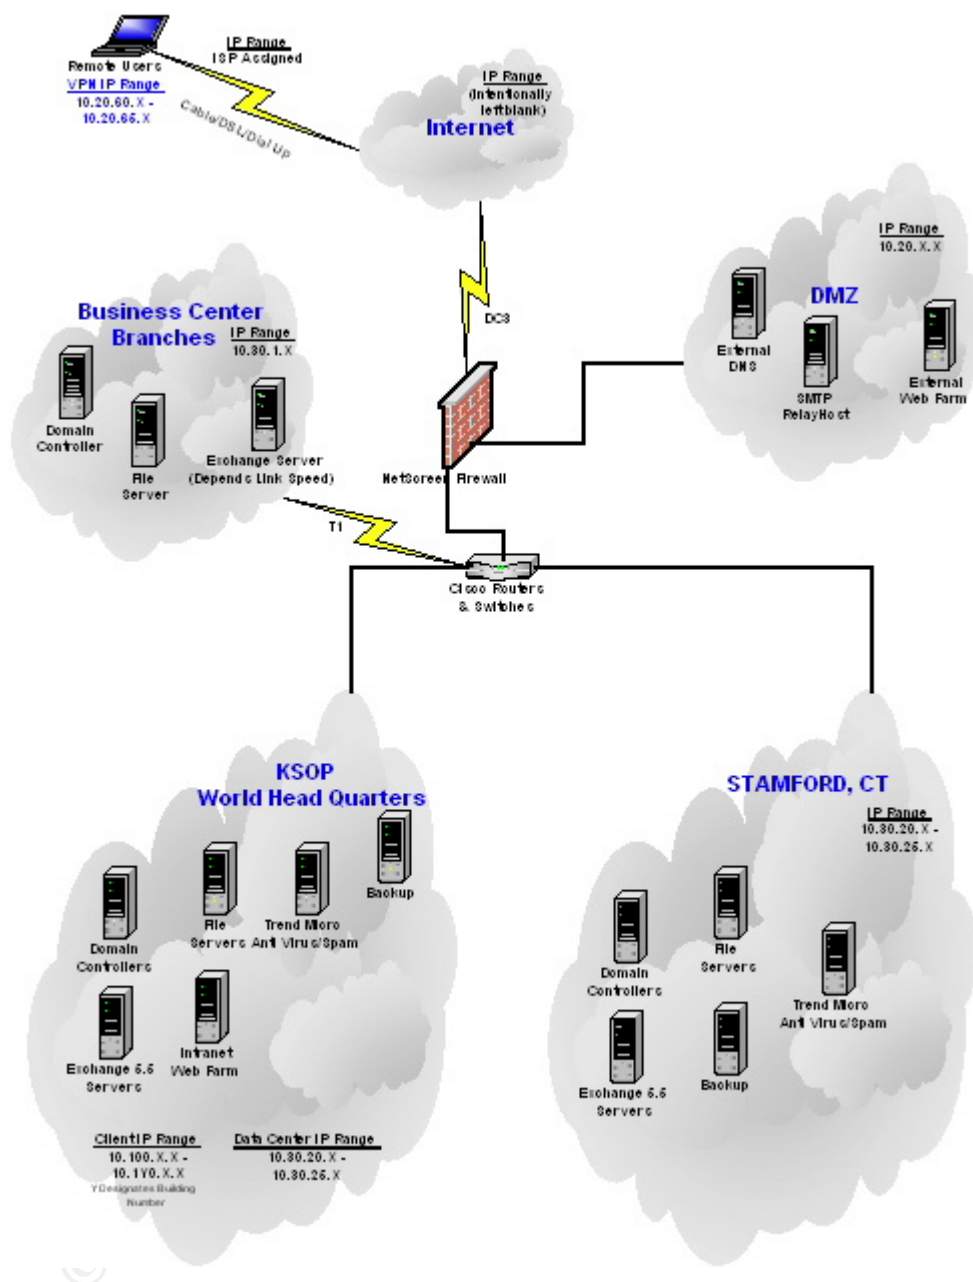 IP Range
ISP Assigned
Remote Users
VPN IP Range
10.20.60.X -
10.20.65.X
Cable/DSL/Dial Up
IP Range
(Intentionally
left blank)
Internet
IP Range
10.20.X.X
DMZ
External
DNS
SMTP
RelayHost
External
Web Farm
DC3
Business Center
Branches
IP Range
10.30.1.X
Domain
Controller
File
Server
Exchange Server
(Depends Link Speed)
NetScreen Firewall
T1
Cisco Routers
& Switches
KSOP
World Head Quarters
Backup
Domain
Controllers
File
Servers
Trend Micro
Anti Virus/Spam
Exchange 5.5
Servers
Intranet
Web Farm
Client IP Range
10.100.X.X -
10.1Y0.X.X
Y Designates Building
Number
Data Center IP Range
10.30.20.X -
10.30.25.X
STAMFORD, CT
IP Range
10.30.20.X -
10.30.25.X
Domain
Controllers
File
Servers
Trend Micro
Anti Virus/Spam
Exchange 5.5
Servers
Backup
©